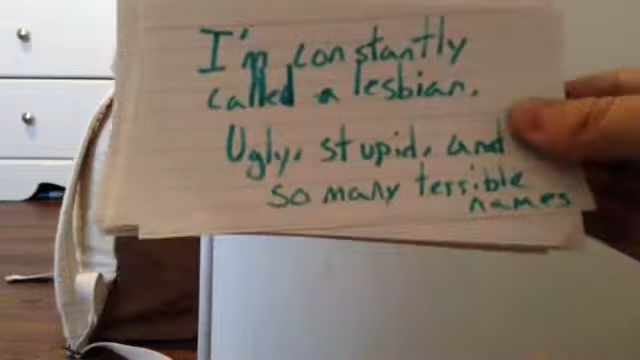 I'm constantly
called a lesbian.
Ugly, stupid, and
so many terrible
names